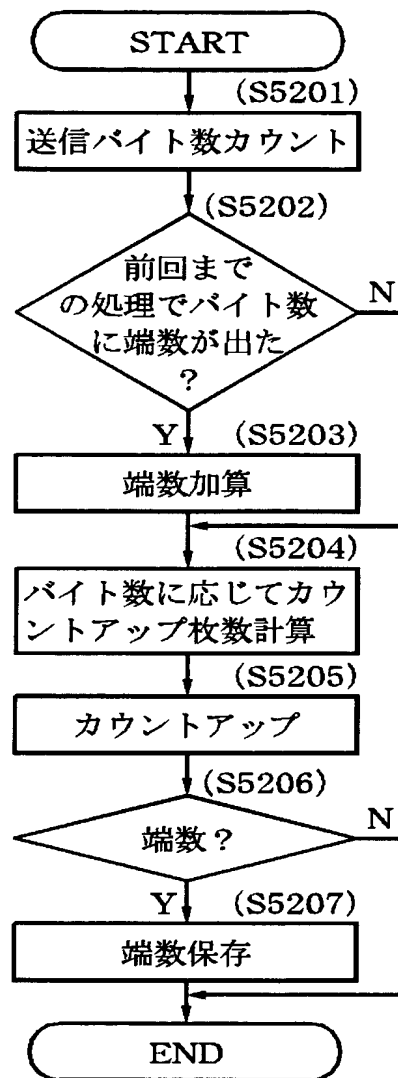 START
(S5201)
送信バイト数カウント
(S5202)
前回まで
の処理でバイト数
に端数が出た
?
N
Y
(S5203)
端数加算
(S5204)
バイト数に応じてカウ
ントアップ枚数計算
(S5205)
カウントアップ
(S5206)
端数?
N
Y
(S5207)
端数保存
END